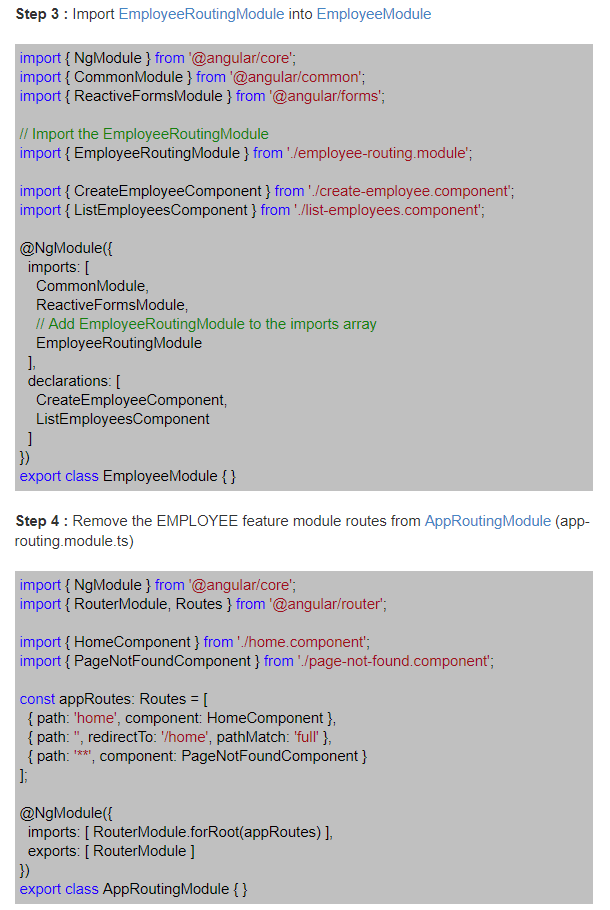 Step 3 : Import EmployeeRoutingModule into EmployeeModule
import { NgModule } from '@angular/core';
import { CommonModule } from '@angular/common';
import { ReactiveFormsModule } from '@angular/forms';
// Import the EmployeeRoutingModule
import { EmployeeRoutingModule } from './employee-routing.module';
import { CreateEmployeeComponent } from './create-employee.component';
import { ListEmployeesComponent } from './list-employees.component';
@NgModule({
  imports: [
    CommonModule,
    ReactiveFormsModule,
    // Add EmployeeRoutingModule to the imports array
    EmployeeRoutingModule
  ],
  declarations: [
    CreateEmployeeComponent,
    ListEmployeesComponent
  ]
})
export class EmployeeModule { }
Step 4 : Remove the EMPLOYEE feature module routes from AppRoutingModule (app-
routing.module.ts)
import { NgModule } from '@angular/core';
import { RouterModule, Routes } from '@angular/router';
import { HomeComponent } from './home.component';
import { PageNotFoundComponent } from './page-not-found.component';
const appRoutes: Routes = [
  { path: 'home', component: HomeComponent },
  { path: '', redirectTo: '/home', pathMatch: 'full' },
  { path: '**', component: PageNotFoundComponent }
];
@NgModule({
  imports: [ RouterModule.forRoot(appRoutes) ],
  exports: [ RouterModule ]
})
export class AppRoutingModule { }